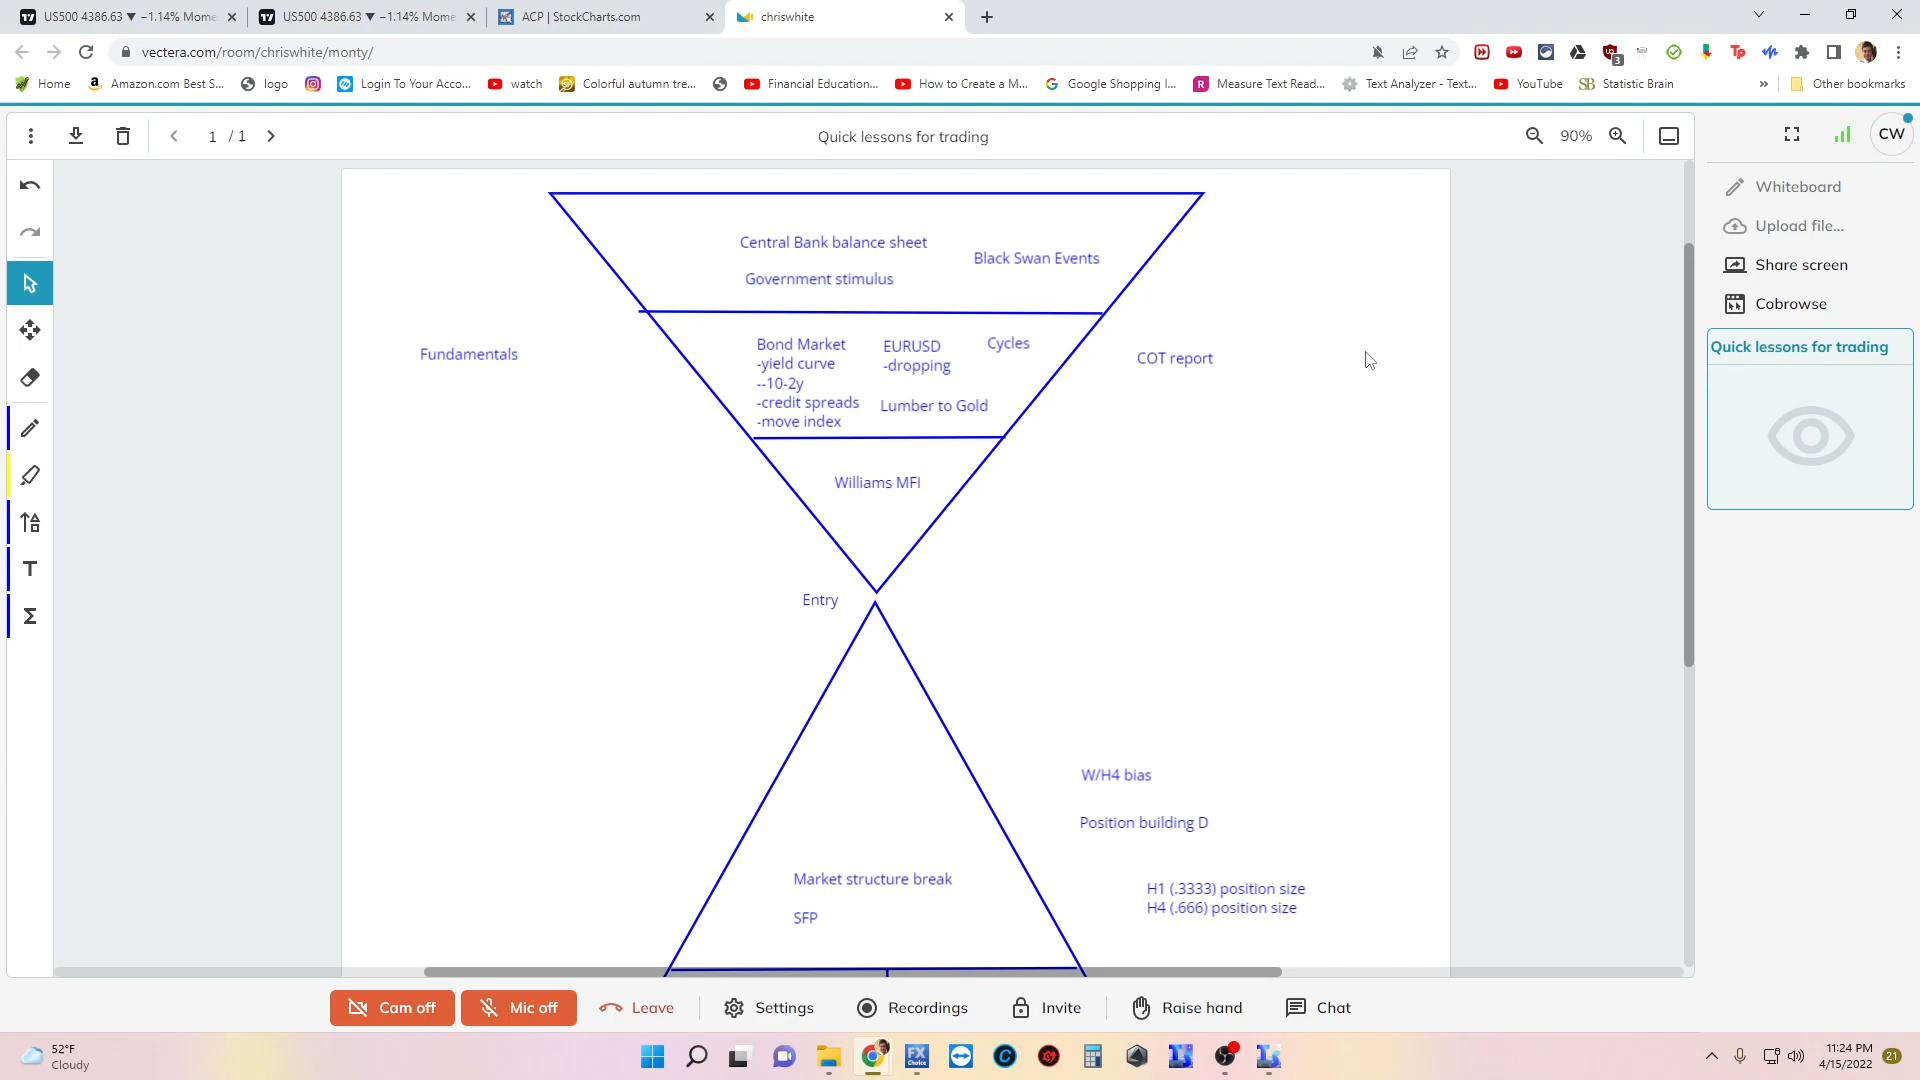 US500 4386.63 ▼ −1.14% Mome
US500 4386.63 ▼ −1.14% Mome
ACP | StockCharts.com
chriswhite
vectera.com/room/chriswhite/monty/
3
Home
Amazon.com Best S...
logo
Login To Your Acco...
watch
Colorful autumn tre...
Financial Education...
How to Create a M...
Google Shopping I...
Measure Text Read...
Text Analyzer - Text...
YouTube
Statistic Brain
»
Other bookmarks
1 / 1
Quick lessons for trading
90%
CW
Whiteboard
Upload file...
Share screen
Cobrowse
Quick lessons for trading
Central Bank balance sheet
Black Swan Events
Government stimulus
Fundamentals
Bond Market
-yield curve
--10-2y
-credit spreads
-move index
EURUSD
-dropping
Cycles
Lumber to Gold
COT report
Williams MFI
Entry
W/H4 bias
Position building D
Market structure break
SFP
H1 (.3333) position size
H4 (.666) position size
Cam off
Mic off
Leave
Settings
Recordings
Invite
Raise hand
Chat
52°F
Cloudy
FX
Choice
11:24 PM
4/15/2022
21